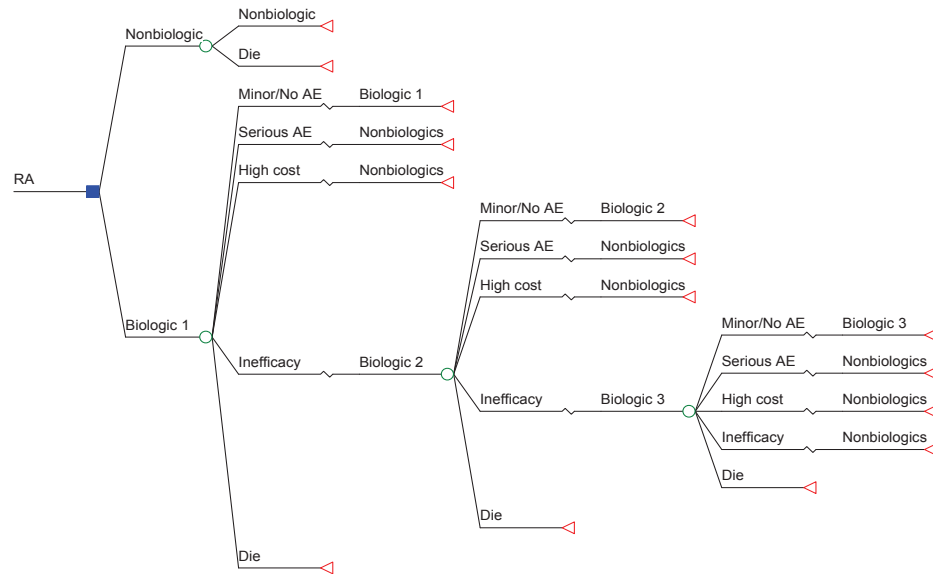 Nonbiologic
Nonbiologic
Die
Minor/No AE Biologic 1
Serious AE Nonbiologics
High cost Nonbiologics
RA
Minor/No AE Biologic 2
Serious AE Nonbiologics
High cost Nonbiologics
Biologic 1
Minor/No AE Biologic 3
Inefficacy Biologic 2
Serious AE Nonbiologics
Inefficacy Biologic 3
High cost Nonbiologics
Inefficacy Nonbiologics
Die
Die
Die